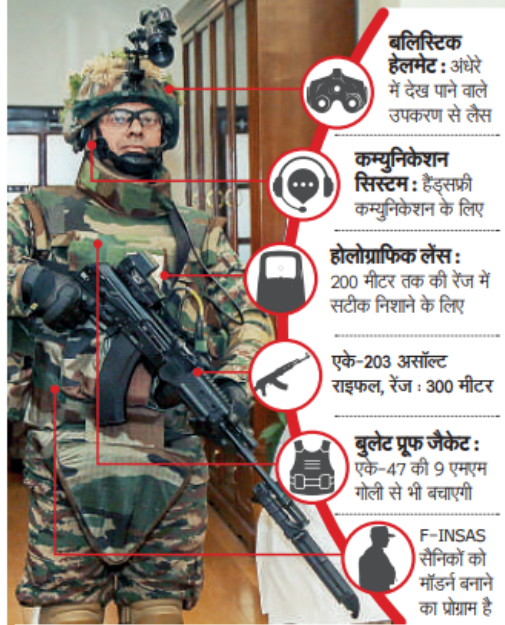 बलिस्टिक
हेलमेट : अंधेरे
में देख पाने वाले
उपकरण से लैस
कम्युनिकेशन
सिस्टम : हैंड्सफ्री
कम्युनिकेशन के लिए
होलोग्राफिक लेंस :
200 मीटर तक की रेंज में
सटीक निशाने के लिए
एके-203 असॉल्ट
राइफल, रेंज : 300 मीटर
बुलेट प्रूफ जैकेट :
एके-47 की 9 एमएम
गोली से भी बचाएगी
F-INSAS
सैनिकों को
मॉडर्न बनाने
का प्रोग्राम है